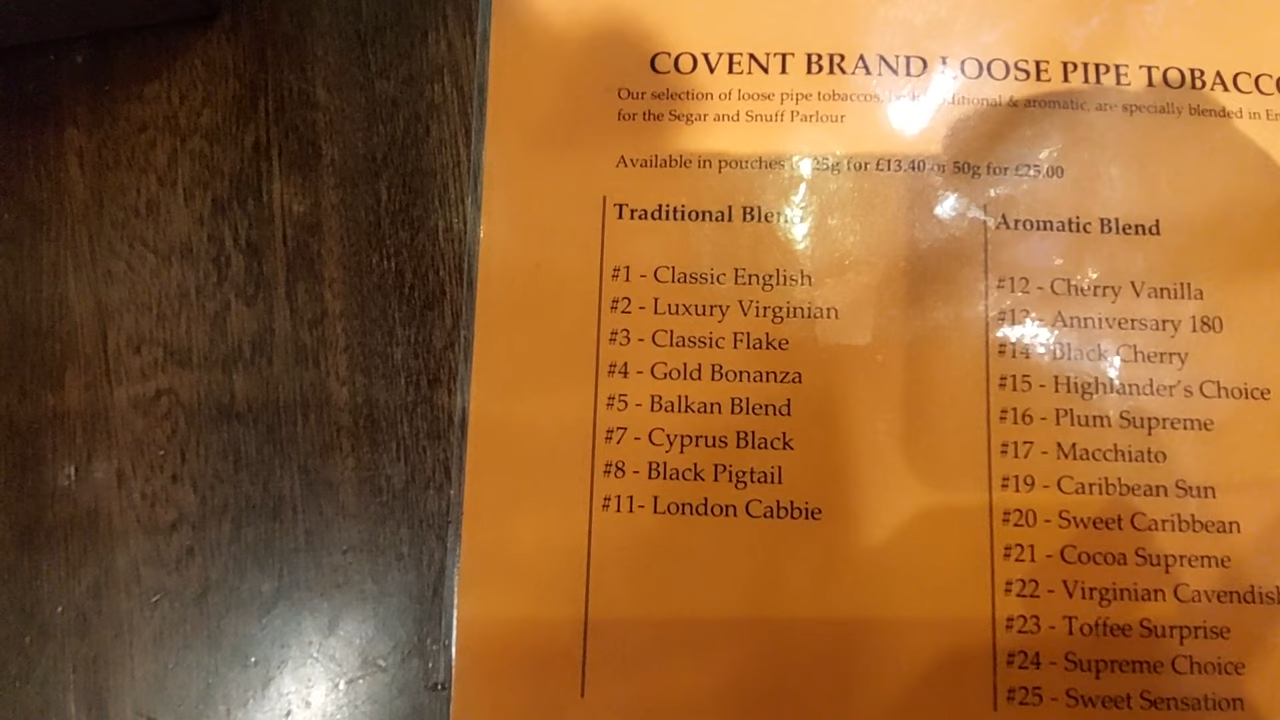 COVENT BRAND LOOSE PIPE TOBACCO
Our selection of loose pipe tobaccos, both traditional & aromatic, are specially blended in
for the Segar and Snuff Parlour
Available in pouches 25g for £13.40 or 50g for £25.00
Traditional Blend
#1 - Classic English
#2 - Luxury Virginian
#3 - Classic Flake
#4 - Gold Bonanza
#5 - Balkan Blend
#7 - Cyprus Black
#8 - Black Pigtail
#11- London Cabbie
Aromatic Blend
#12 - Cherry Vanilla
#13 - Anniversary 180
#14 - Black Cherry
#15 - Highlander's Choice
#16 - Plum Supreme
#17 - Macchiato
#19 - Caribbean Sun
#20 - Sweet Caribbean
#21 - Cocoa Supreme
#22 - Virginian Cavendish
#23 - Toffee Surprise
#24 - Supreme Choice
#25 - Sweet Sensation